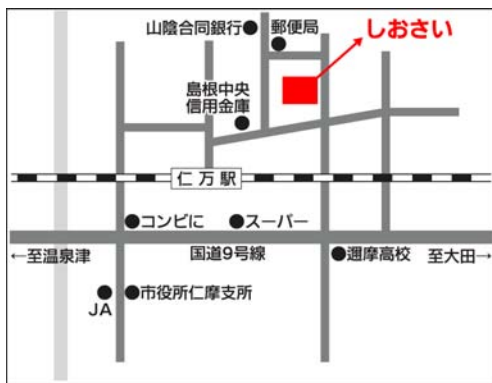 山陰合同銀行
郵便局
しおさい
島根中央
信用金庫
仁万駅
コンビに
スーパー
←至温泉津
国道9号線
邇摩高校
至大田→
市役所仁摩支所
JA